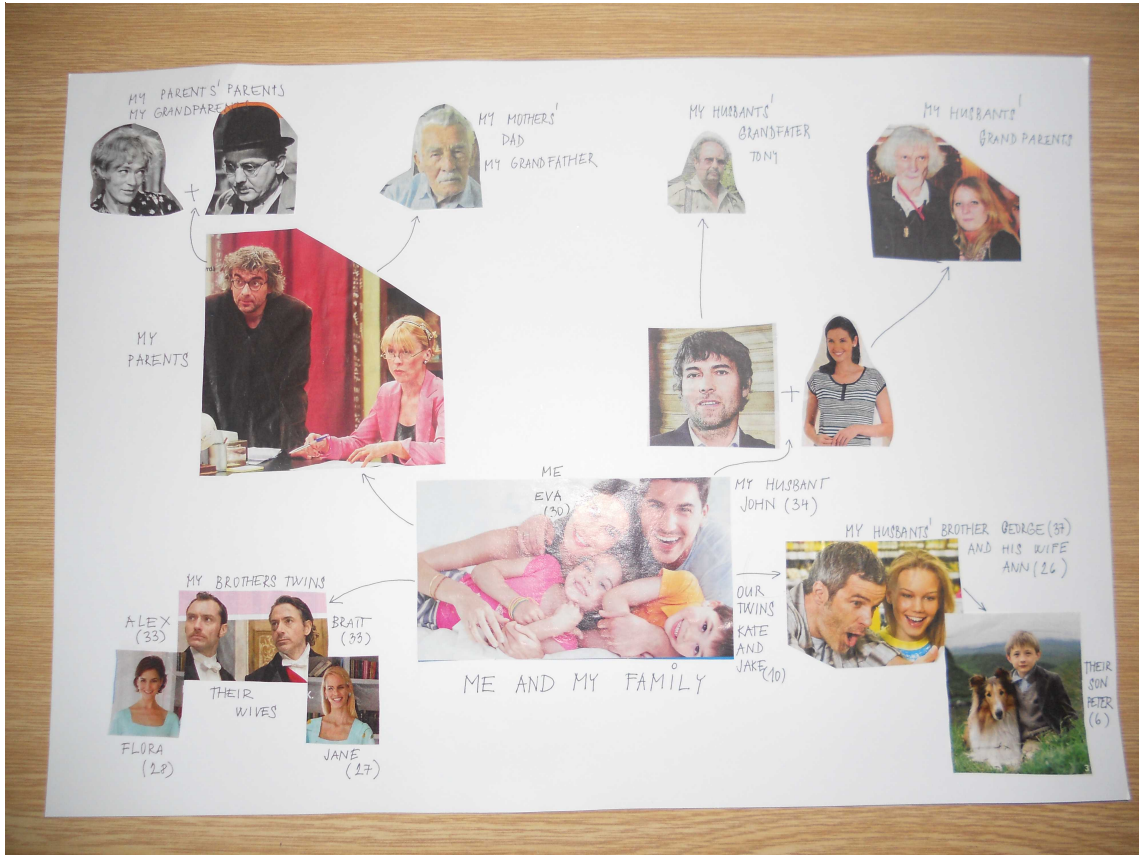 MY PARENTS' PARENTS
MY GRANDPARENTS
MY MOTHERS'
DAD
MY GRANDFATHER
MY HUSBANTS'
GRANDFATER
TONY
MY HUSBANTS'
GRANDPARENTS
MY
PARENTS
ME
EVA
(30)
MY HUSBANT
JOHN (34)
OUR
TWINS
KATE
AND
JAKE (10)
ME AND MY FAMILY
MY HUSBANTS' BROTHER GEORGE (37)
AND HIS WIFE
ANN (26)
THEIR
SON
PETER
(6)
MY BROTHERS TWINS
ALEX
(33)
BRATT
(33)
THEIR
WIVES
FLORA
(28)
JANE
(27)